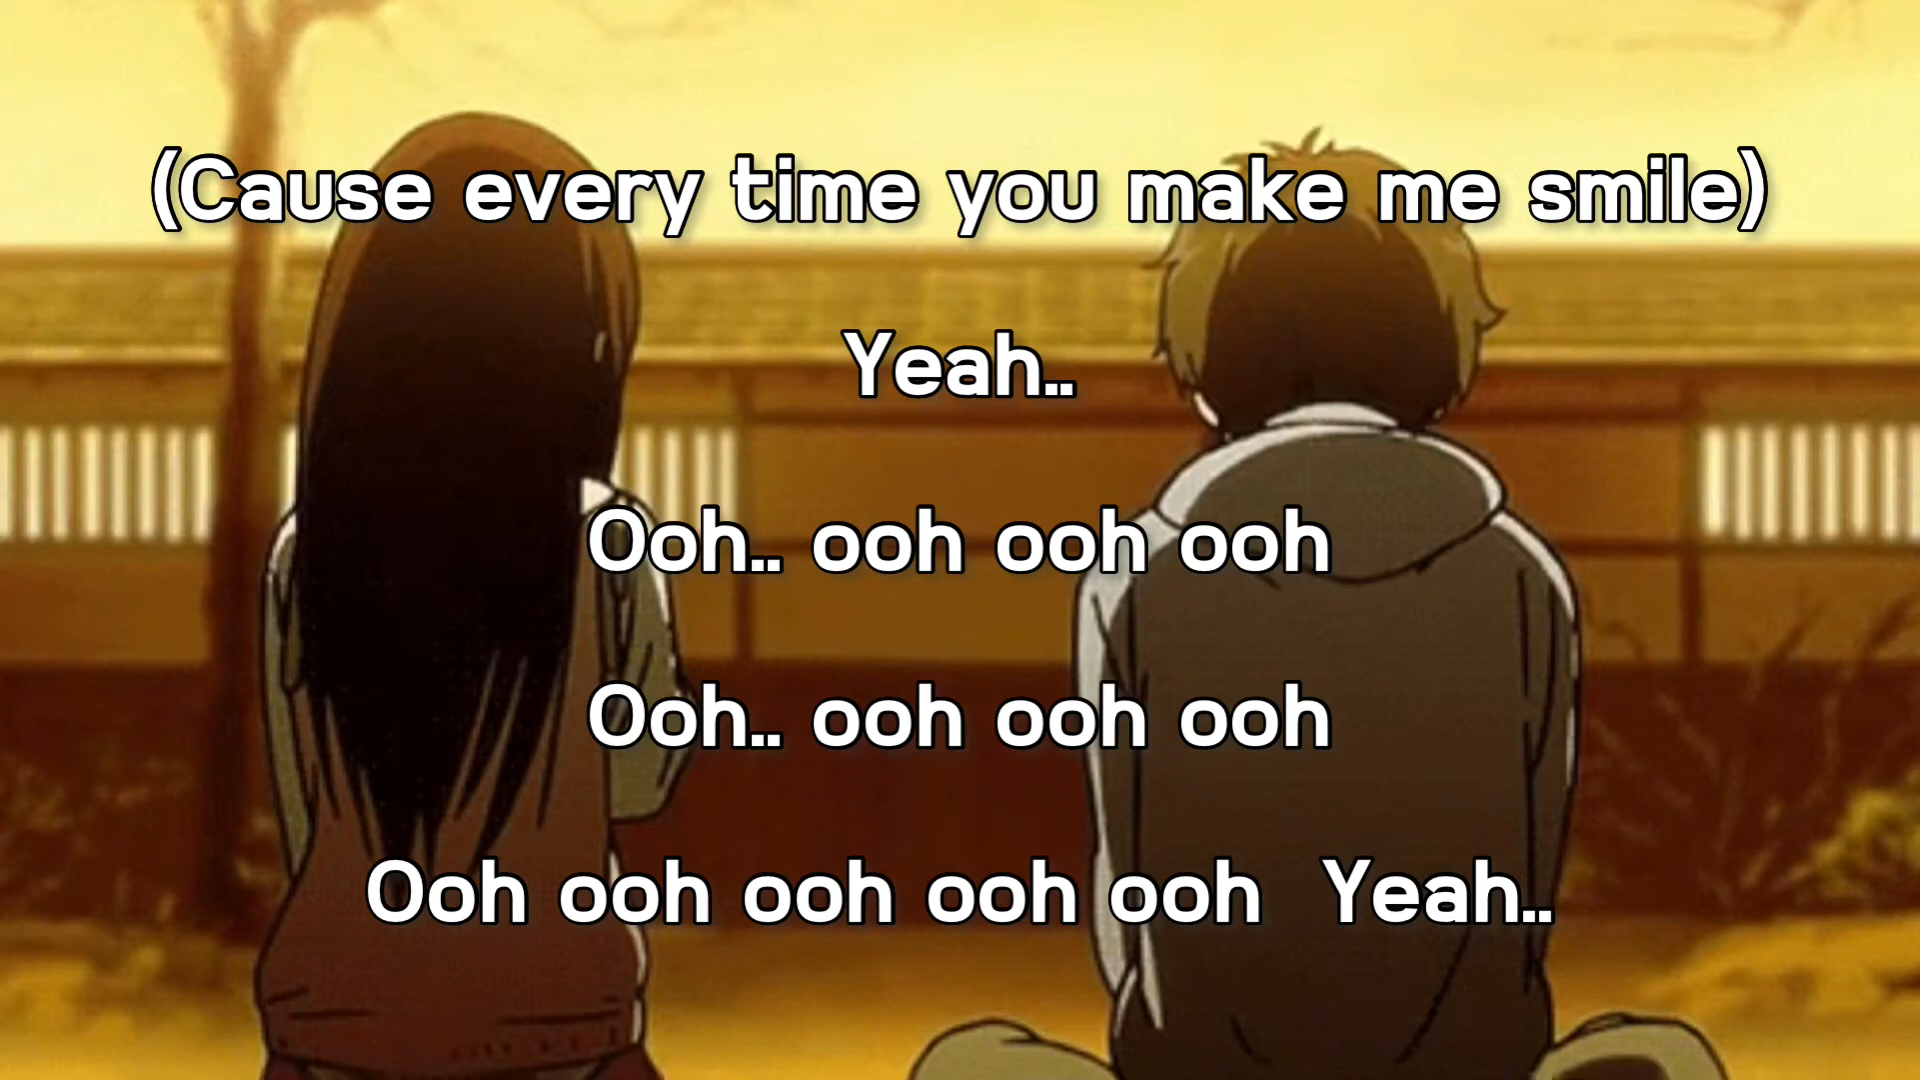 (Cause every time you make me smile)
Yeah..
Ooh.. ooh ooh ooh
Ooh.. ooh ooh ooh
Ooh ooh ooh ooh ooh  Yeah..